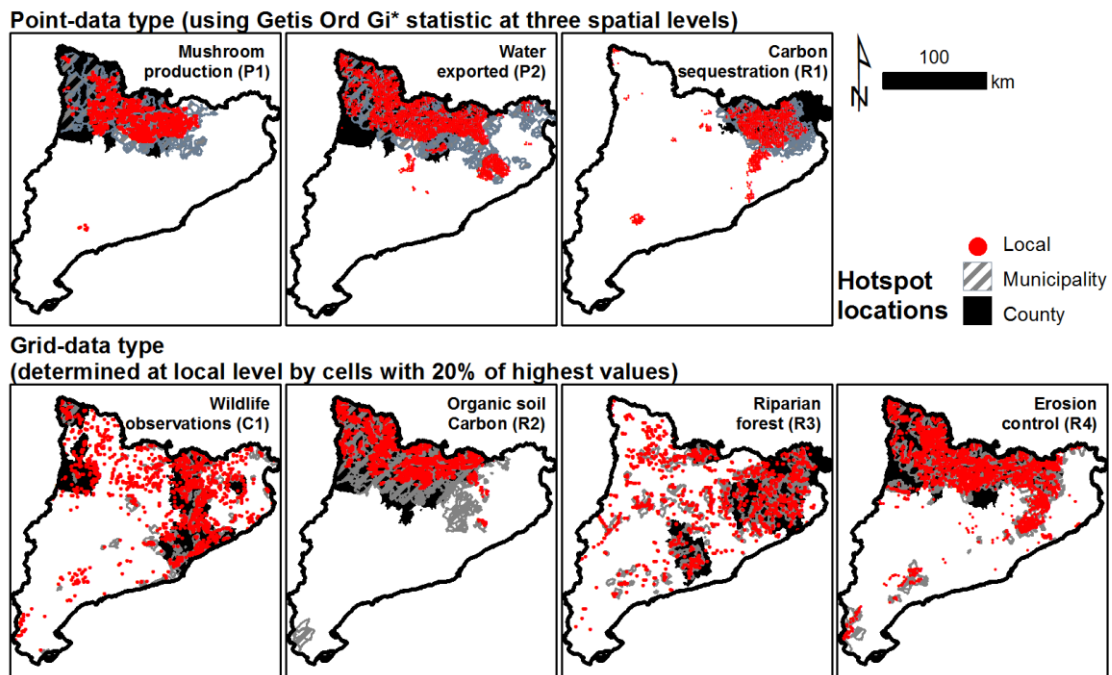 Point-data type (using Getis Ord Gi* statistic at three spatial levels)
Mushroom
production (P1)
Water
exported (P2)
Carbon
sequestration (R1)
N
100
km
Hotspot
locations
Local
Municipality
County
Grid-data type
(determined at local level by cells with 20% of highest values)
Wildlife
observations (C1)
Organic soil
Carbon (R2)
Riparian
forest (R3)
Erosion
control (R4)